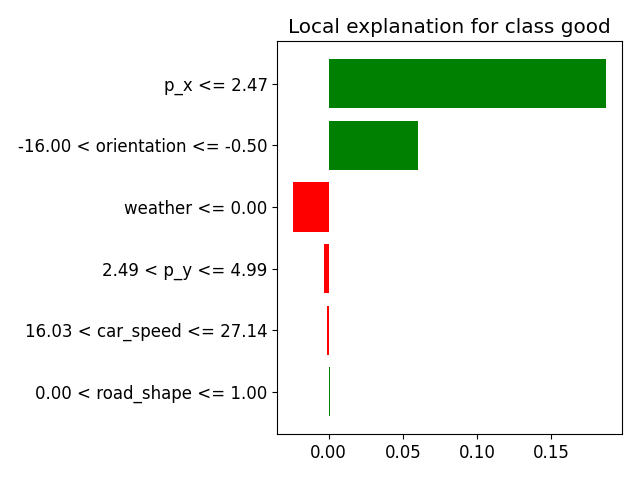 Local explanation for class good
p_x <= 2.47
-16.00 < orientation <= -0.50
weather <= 0.00
2.49 < p_y <= 4.99
16.03 < car_speed <= 27.14
0.00 < road_shape <= 1.00
0.00 0.05 0.10 0.15